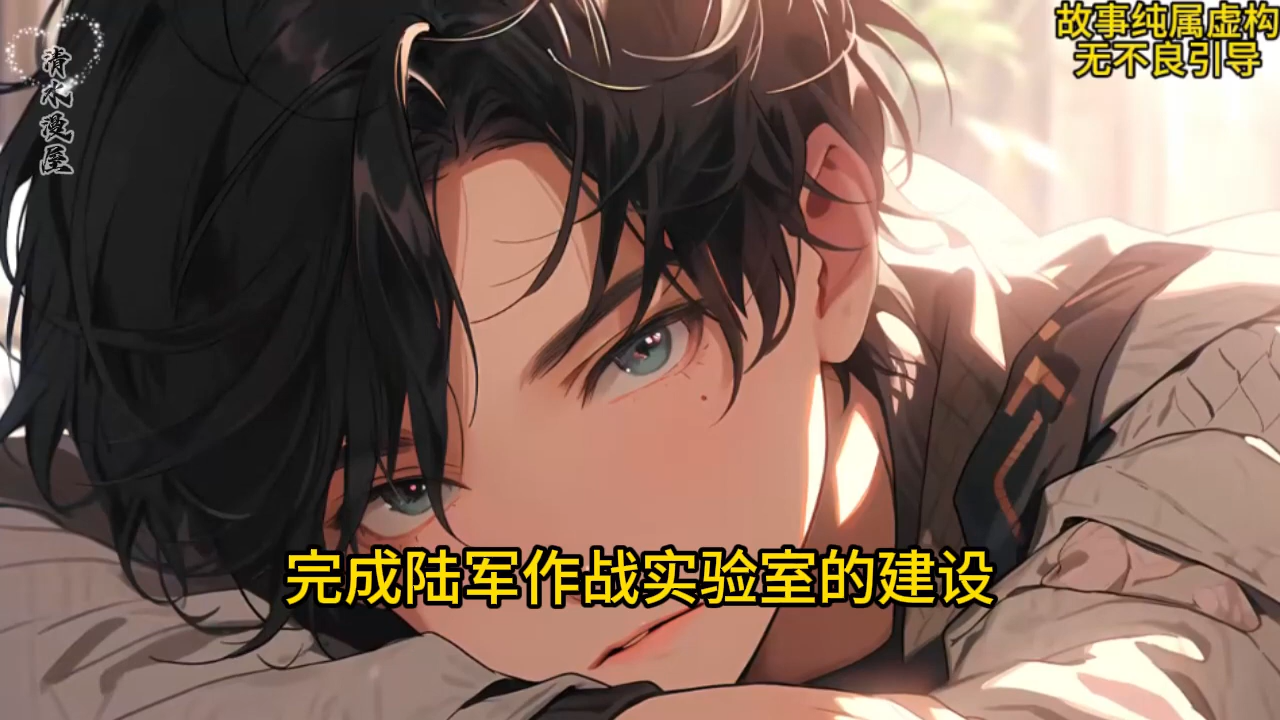 清水漫屋
故事纯属虚构
无不良引导
完成陆军作战实验室的建设